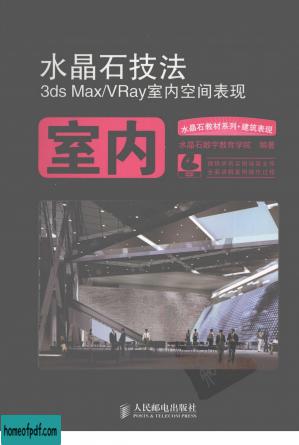 水晶石技法
3ds Max/VRay室内空间表现
室内
水晶石教材系列·建筑表现
水晶石数字教育学院 编著
人民邮电出版社
POSTS & TELECOM PRESS
homeofpdf.com